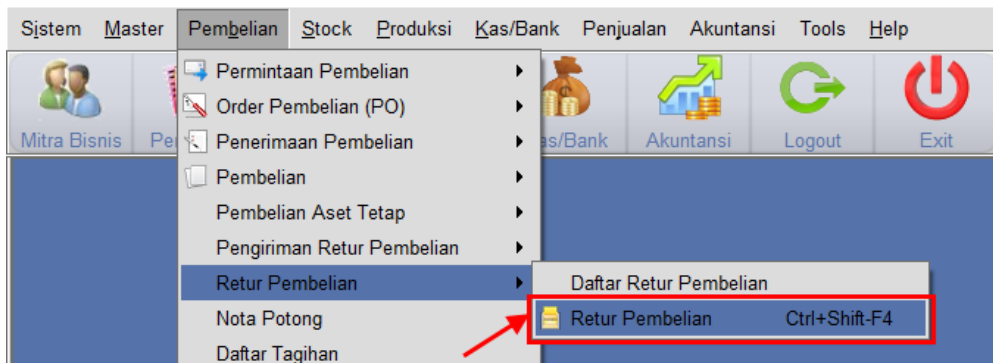 Sistem Master Pembelian Stock Produksi Kas/Bank Penjualan Akuntansi Tools Help
Permintaan Pembelian
Order Pembelian (PO)
Mitra Bisnis Akuntansi Logout Exit
Penerimaan Pembelian
Pembelian
Pembelian Aset Tetap
Pengiriman Retur Pembelian
Retur Pembelian
Daftar Retur Pembelian
Retur Pembelian Ctrl+Shift-F4
Nota Potong
Daftar Tagihan